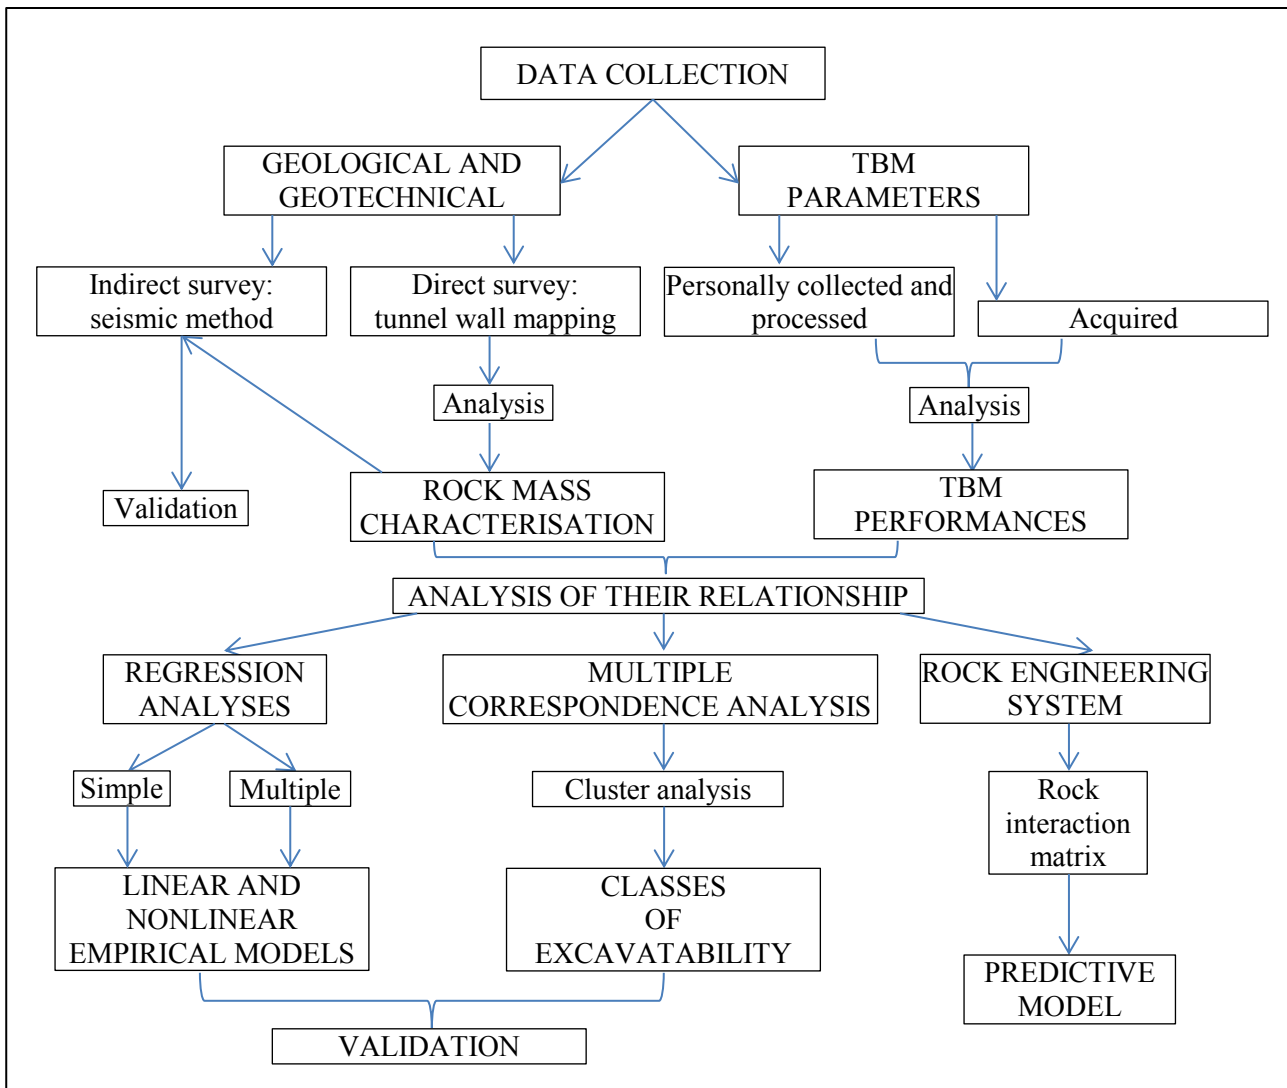 DATA COLLECTION
GEOLOGICAL AND
GEOTECHNICAL
TBM
PARAMETERS
Indirect survey:
seismic method
Direct survey:
tunnel wall mapping
Personally collected and
processed
Acquired
Analysis
Analysis
Validation
ROCK MASS
CHARACTERISATION
TBM
PERFORMANCES
ANALYSIS OF THEIR RELATIONSHIP
REGRESSION
ANALYSES
MULTIPLE
CORRESPONDENCE ANALYSIS
ROCK ENGINEERING
SYSTEM
Simple
Multiple
Cluster analysis
Rock
interaction
matrix
LINEAR AND
NONLINEAR
EMPIRICAL MODELS
CLASSES
OF
EXCAVATABILITY
PREDICTIVE
MODEL
VALIDATION